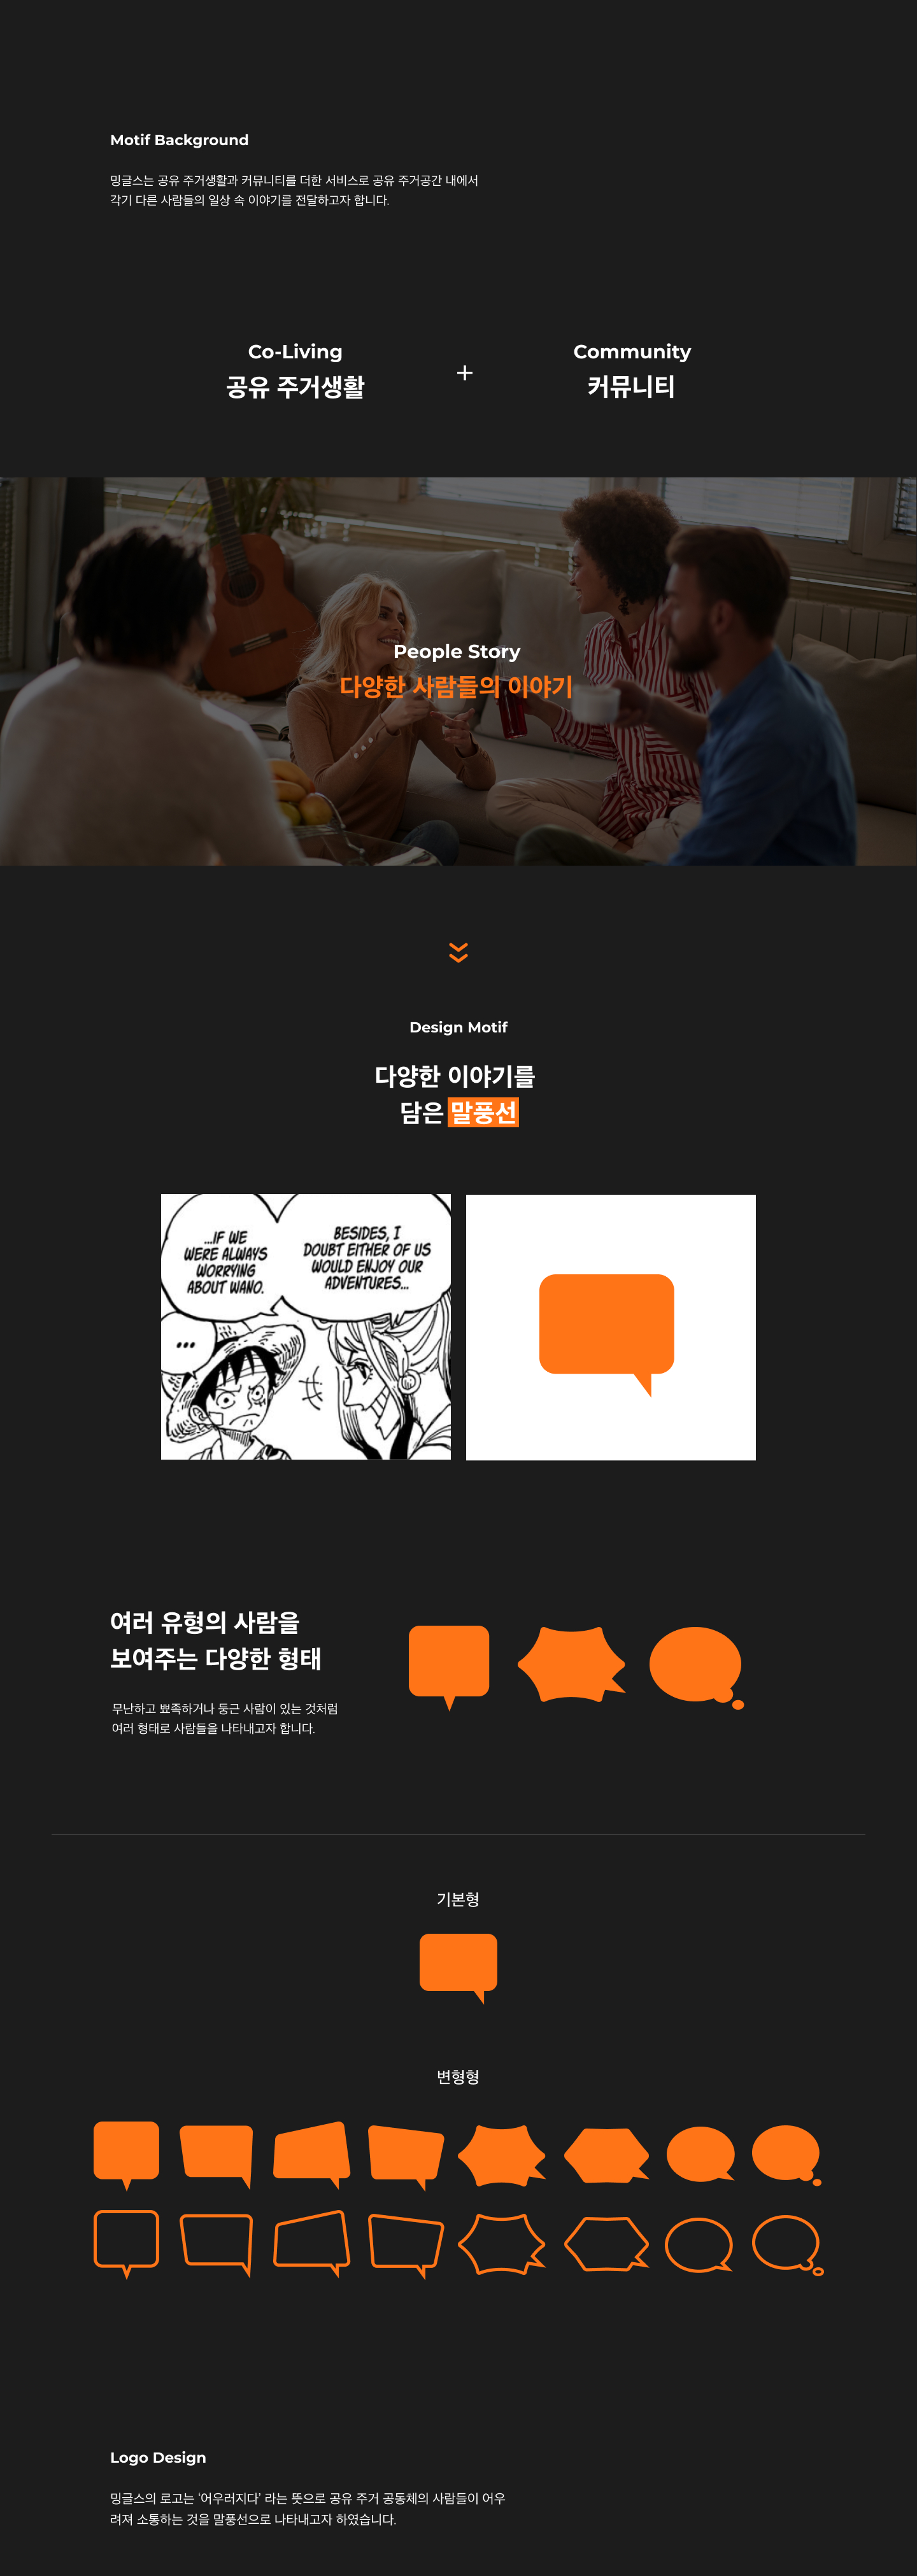 Motif Background
밍글스는 공유 주거생활과 커뮤니티를 더한 서비스로 공유 주거공간 내에서
각기 다른 사람들의 일상 속 이야기를 전달하고자 합니다.
Co-Living
공유 주거생활
+
Community
커뮤니티
People Story
다양한 사람들의 이야기
Design Motif
다양한 이야기를
담은 말풍선
...IF WE
WERE ALWAYS
WORRYING
ABOUT WANO.
BESIDES, I
DOUBT EITHER OF US
WOULD ENJOY OUR
ADVENTURES...
...
여러 유형의 사람을
보여주는 다양한 형태
무난하고 뾰족하거나 둥근 사람이 있는 것처럼
여러 형태로 사람들을 나타내고자 합니다.
기본형
변형형
Logo Design
밍글스의 로고는 ‘어우러지다’ 라는 뜻으로 공유 주거 공동체의 사람들이 어우
러져 소통하는 것을 말풍선으로 나타내고자 하였습니다.